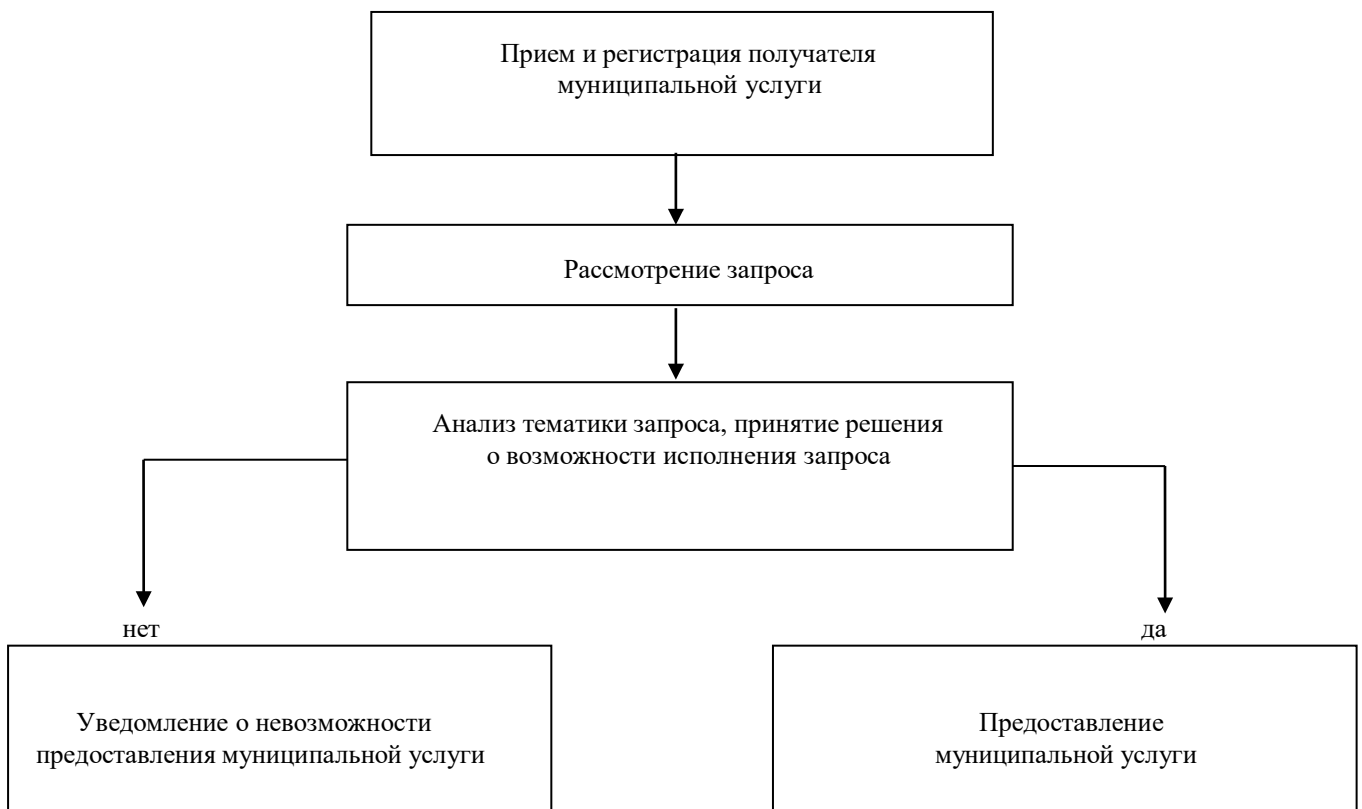 Прием и регистрация получателя
муниципальной услуги
Рассмотрение запроса
Анализ тематики запроса, принятие решения
о возможности исполнения запроса
нет
да
Уведомление о невозможности
предоставления муниципальной услуги
Предоставление
муниципальной услуги